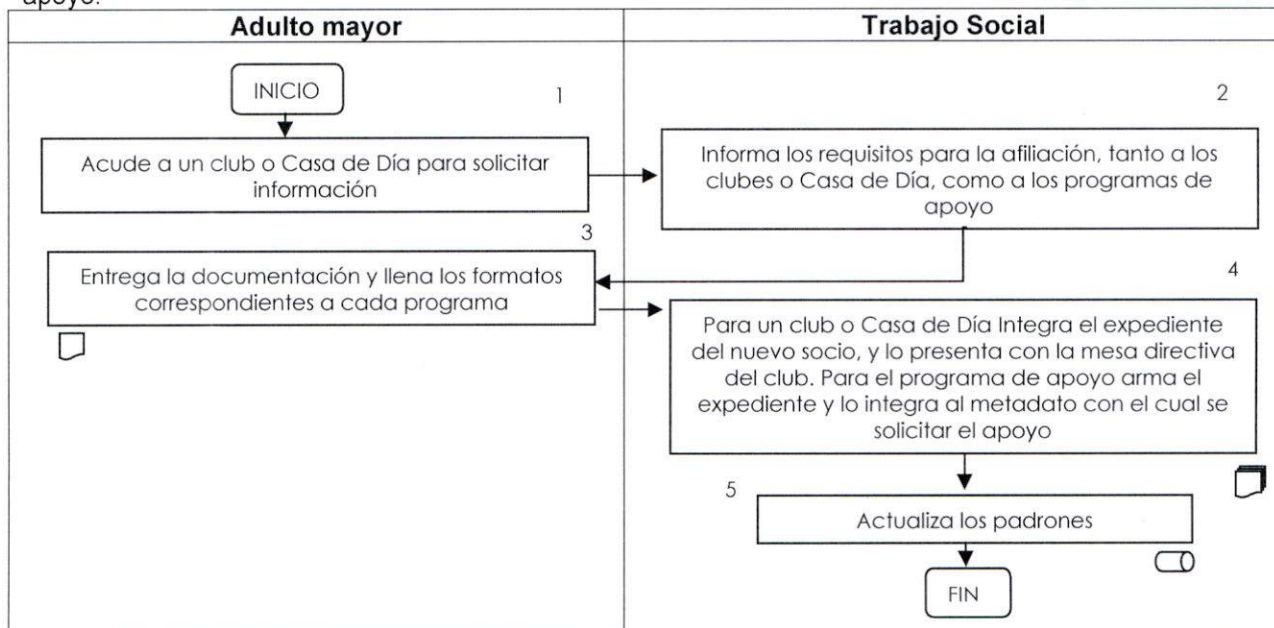 apoyo.
Adulto mayor
Trabajo Social
INICIO
1
2
Acude a un club o Casa de Día para solicitar
información
Informa los requisitos para la afiliación, tanto a los
clubes o Casa de Día, como a los programas de
apoyo
3
Entrega la documentación y llena los formatos
correspondientes a cada programa
4
Para un club o Casa de Día Integra el expediente
del nuevo socio, y lo presenta con la mesa directiva
del club. Para el programa de apoyo arma el
expediente y lo integra al metadato con el cual se
solicitar el apoyo
5
Actualiza los padrones
FIN